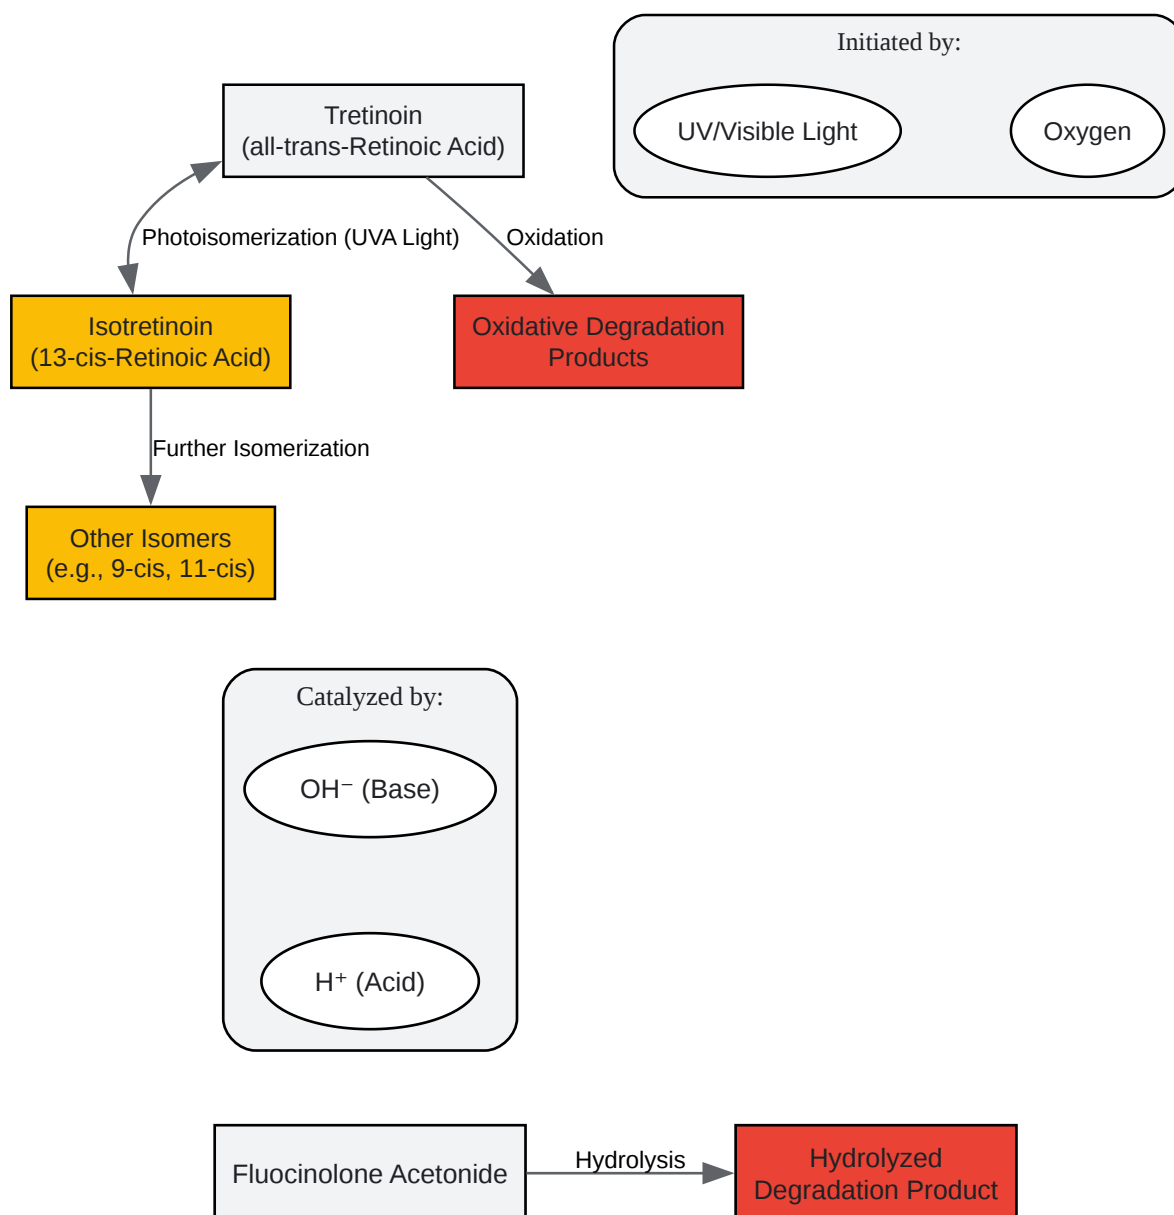 Initiated by:
UV/Visible Light
Oxygen
Tretinoin
(all-trans-Retinoic Acid)
Photoisomerization (UVA Light)
Oxidation
Isotretinoin
(13-cis-Retinoic Acid)
Oxidative Degradation
Products
Further Isomerization
Other Isomers
(e.g., 9-cis, 11-cis)
Catalyzed by:
OH⁻ (Base)
H⁺ (Acid)
Fluocinolone Acetonide
Hydrolysis
Hydrolyzed
Degradation Product